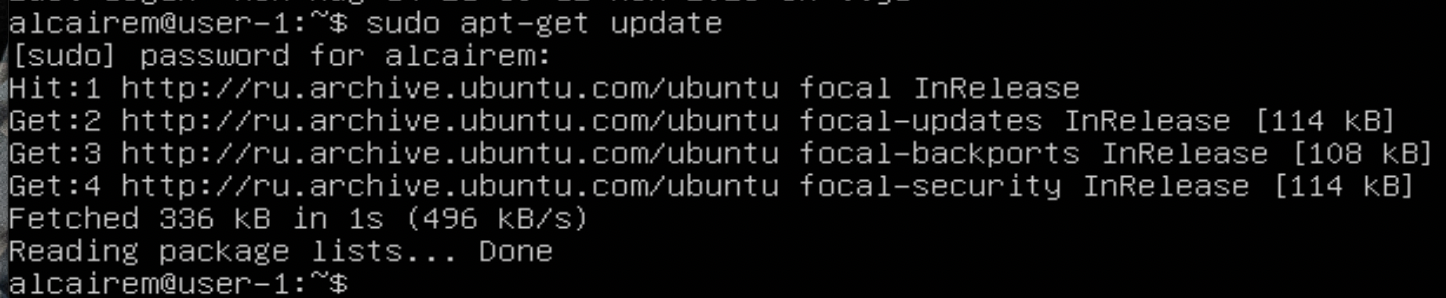 alcairem@user-1:~$ sudo apt-get update
[sudo] password for alcairem:
Hit:1 http://ru.archive.ubuntu.com/ubuntu focal InRelease
Get:2 http://ru.archive.ubuntu.com/ubuntu focal-updates InRelease [114 kB]
Get:3 http://ru.archive.ubuntu.com/ubuntu focal-backports InRelease [108 kB]
Get:4 http://ru.archive.ubuntu.com/ubuntu focal-security InRelease [114 kB]
Fetched 336 kB in 1s (496 kB/s)
Reading package lists... Done
alcairem@user-1:~$